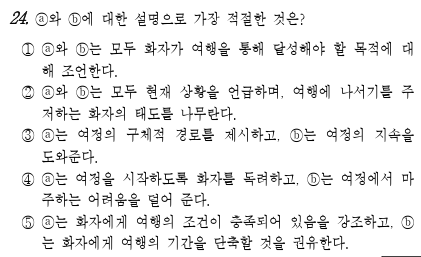 24. ⓐ와 ⓑ에 대한 설명으로 가장 적절한 것은?
① ⓐ와 ⓑ는 모두 화자가 여행을 통해 달성해야 할 목적에 대
해 조언한다.
② ⓐ와 ⓑ는 모두 현재 상황을 언급하며, 여행에 나서기를 주
저하는 화자의 태도를 나무란다.
③ ⓐ는 여정의 구체적 경로를 제시하고, ⓑ는 여정의 지속을
도와준다.
④ ⓐ는 여정을 시작하도록 화자를 독려하고, ⓑ는 여정에서 마
주하는 어려움을 덜어 준다.
⑤ ⓐ는 화자에게 여행의 조건이 충족되어 있음을 강조하고, ⓑ
는 화자에게 여행의 기간을 단축할 것을 권유한다.